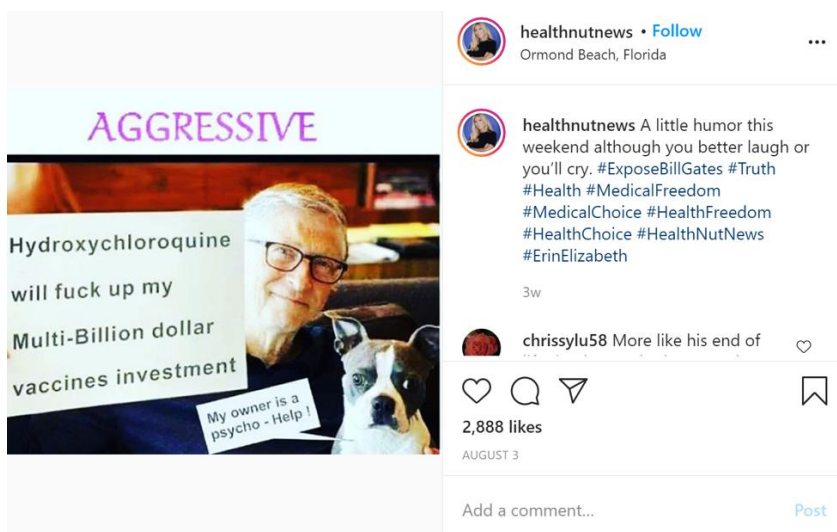 AGGRESSIVE
Hydroxychloroquine
will fuck up my
Multi-Billion dollar
vaccines investment
My owner is a
psycho - Help !
healthnutnews • Follow
Ormond Beach, Florida
healthnutnews A little humor this
weekend although you better laugh or
you'll cry. #ExposeBillGates #Truth
#Health #MedicalFreedom
#MedicalChoice #HealthFreedom
#HealthChoice #HealthNutNews
#ErinElizabeth
3w
chrissylu58 More like his end of
2,888 likes
AUGUST 3
Add a comment...
Post